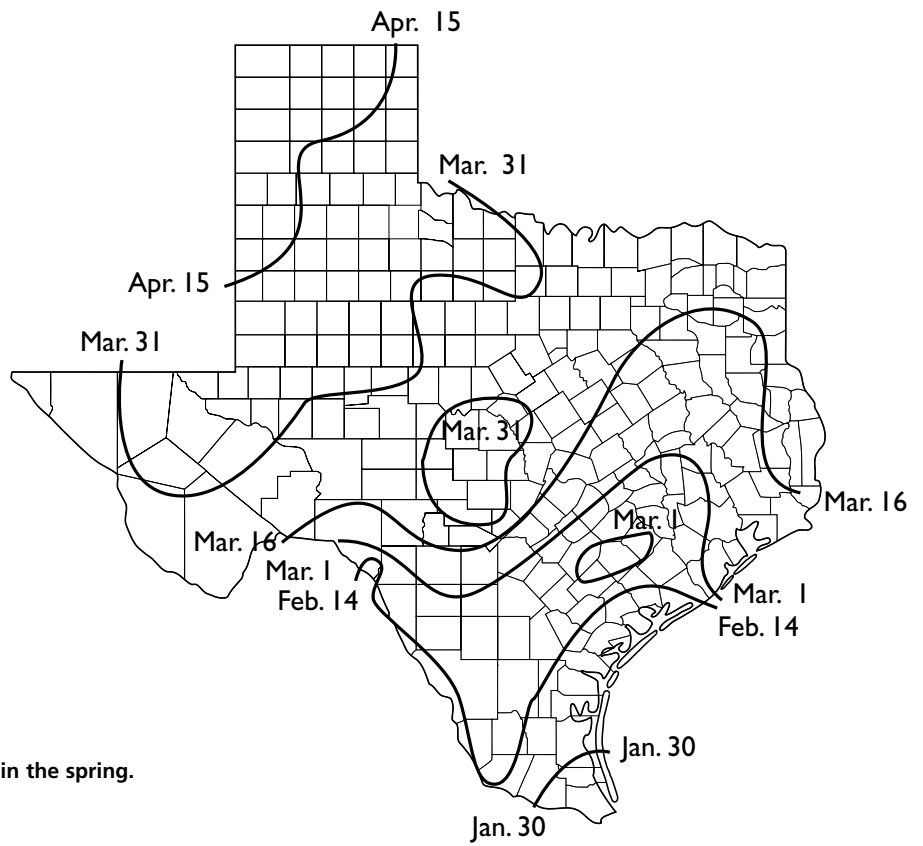 Apr. 15
Mar. 31
Apr. 15
Mar. 31
Mar. 31
Mar. 16
Mar. 1
Mar. 16
Mar. 1
Feb. 14
Mar. 1
Feb. 14
Jan. 30
in the spring.
Jan. 30